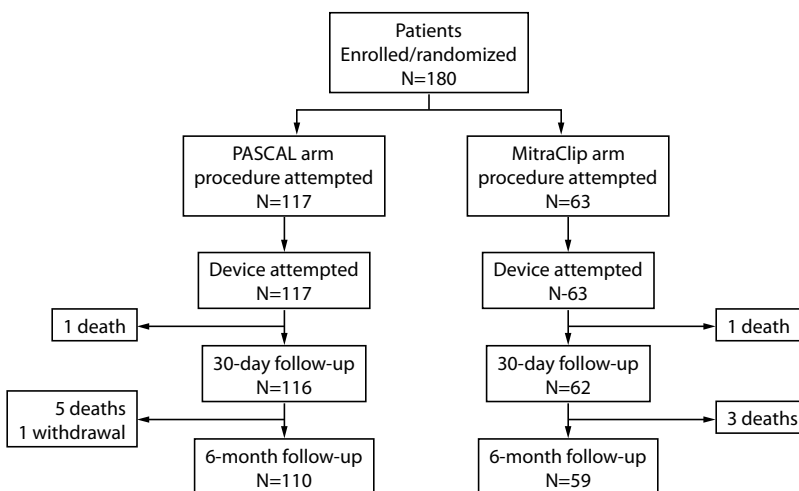 Patients
Enrolled/randomized
N=180
PASCAL arm
procedure attempted
N=117
MitraClip arm
procedure attempted
N=63
Device attempted
N=117
Device attempted
N-63
1 death
1 death
30-day follow-up
N=116
30-day follow-up
N=62
5 deaths
1 withdrawal
3 deaths
6-month follow-up
N=110
6-month follow-up
N=59